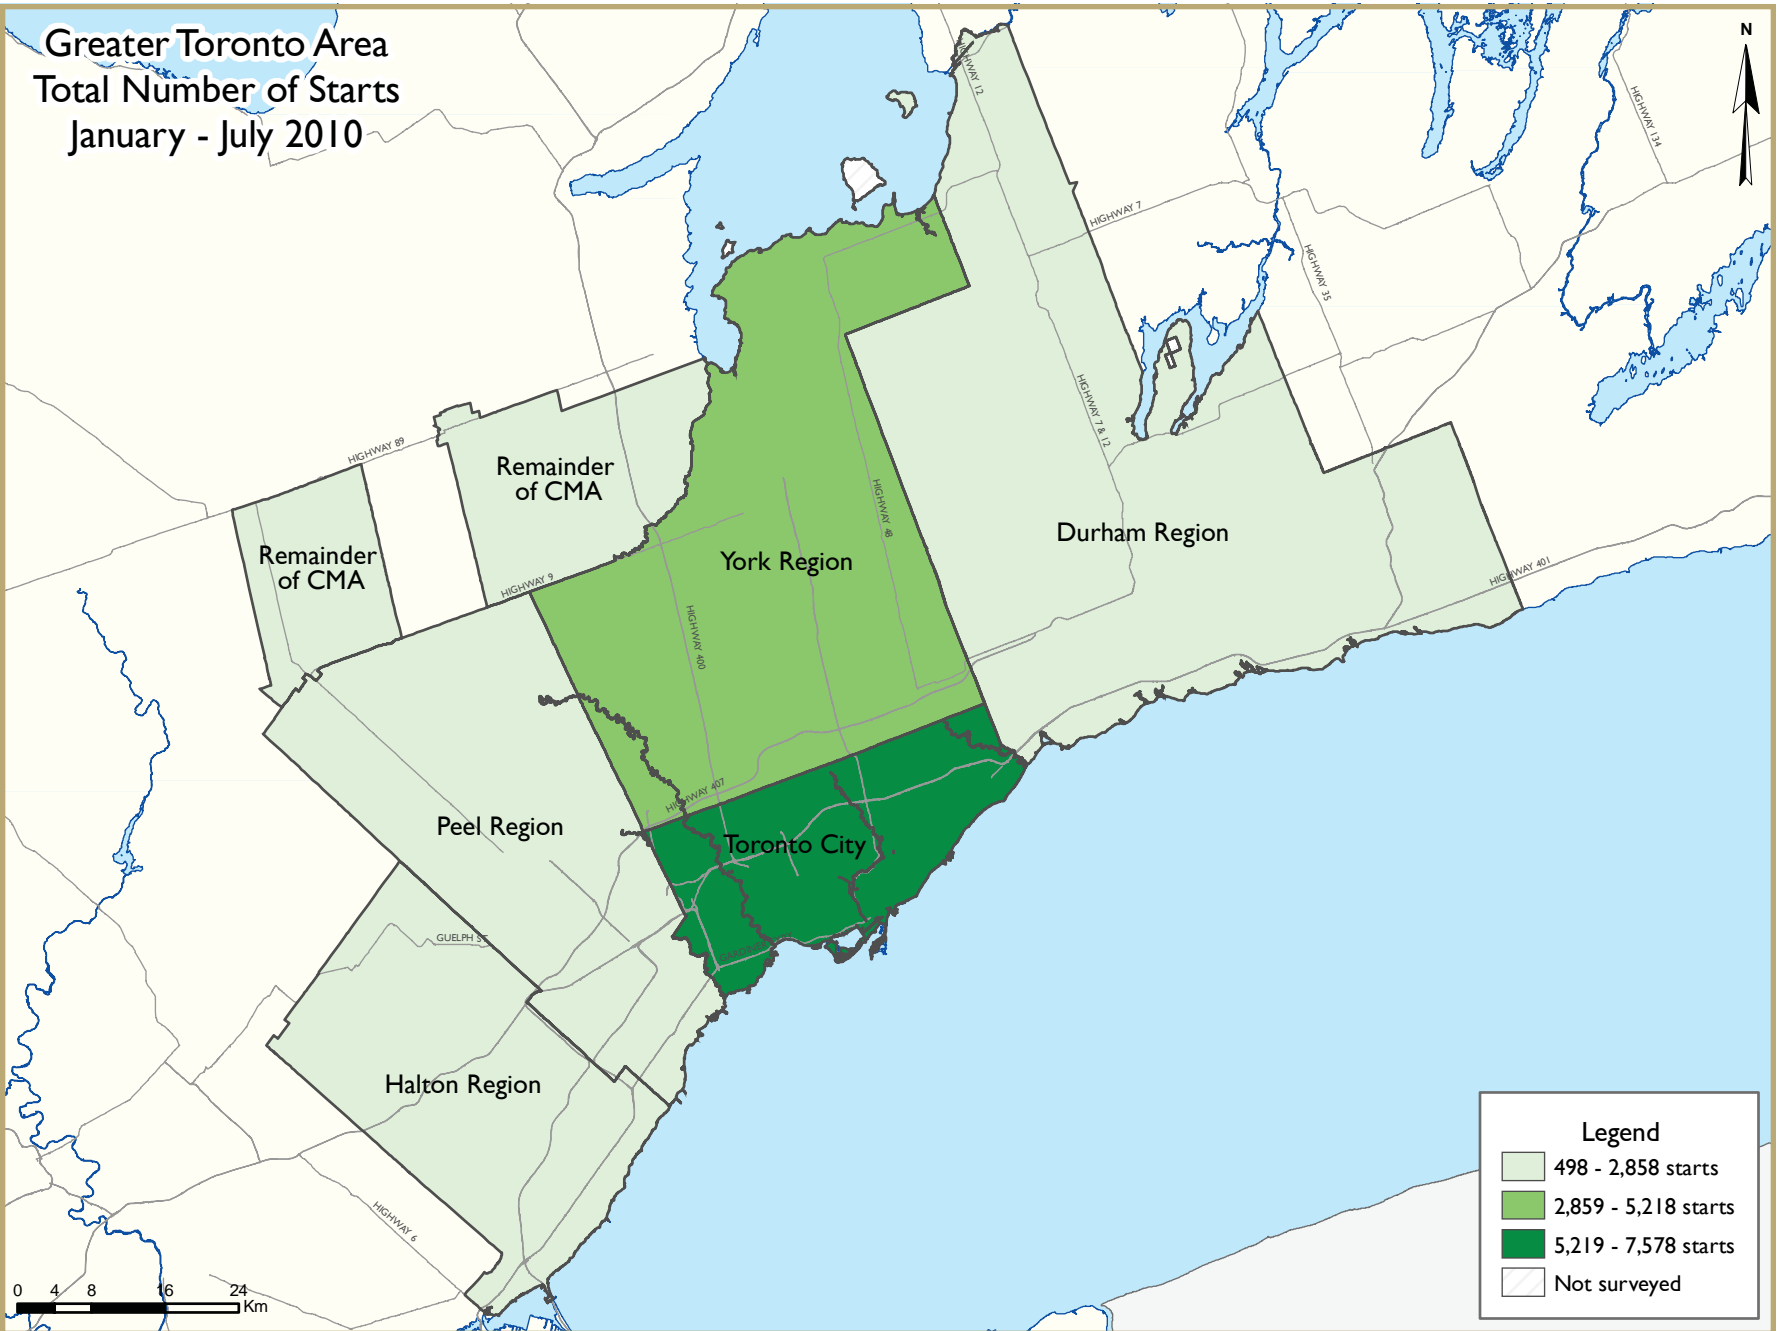 Greater Toronto Area
Total Number of Starts
January - July 2010
N
HIGHWAY 12
HIGHWAY 134
HIGHWAY 7
HIGHWAY 35
HIGHWAY 7 & 12
HIGHWAY 89
Remainder
of CMA
Remainder
of CMA
HIGHWAY 9
HIGHWAY 48
York Region
Durham Region
HIGHWAY 401
HIGHWAY 400
HIGHWAY 407
Peel Region
Toronto City
GUELPH ST
Halton Region
HIGHWAY 6
Legend
498 - 2,858 starts
2,859 - 5,218 starts
5,219 - 7,578 starts
Not surveyed
0 4 8 16 24
Km